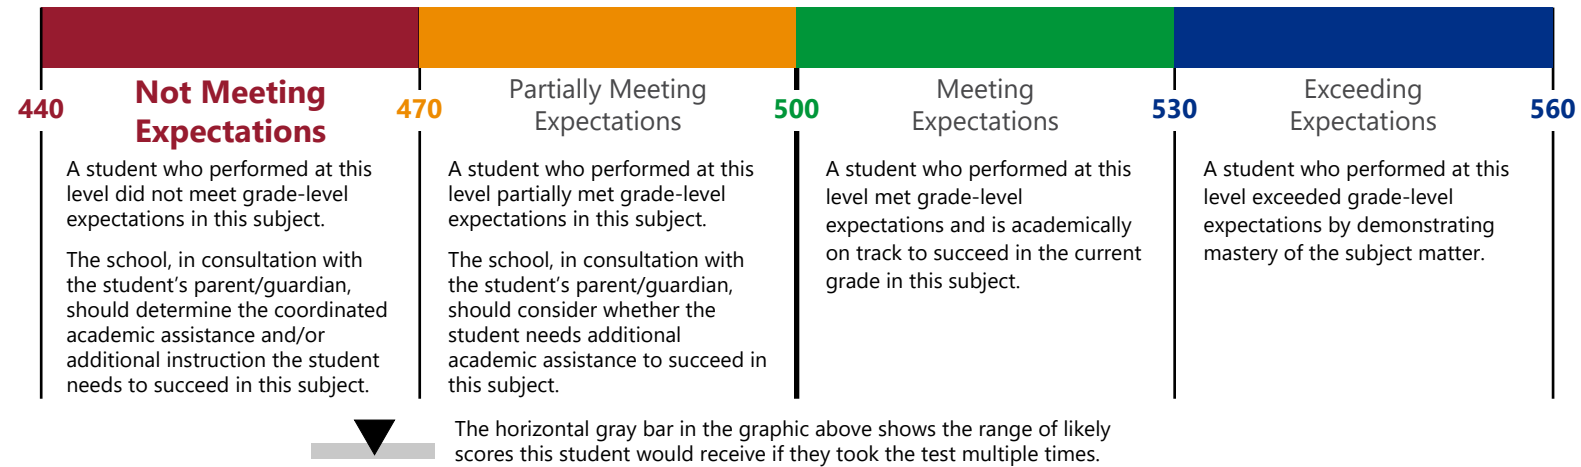 440
Not Meeting
Expectations
470
Partially Meeting
Expectations
500
Meeting
Expectations
530
Exceeding
Expectations
560
A student who performed at this
level did not meet grade-level
expectations in this subject.
The school, in consultation with
the student’s parent/guardian,
should determine the coordinated
academic assistance and/or
additional instruction the student
needs to succeed in this subject.
A student who performed at this
level partially met grade-level
expectations in this subject.
The school, in consultation with
the student’s parent/guardian,
should consider whether the
student needs additional
academic assistance to succeed in
this subject.
A student who performed at this
level met grade-level
expectations and is academically
on track to succeed in the current
grade in this subject.
A student who performed at this
level exceeded grade-level
expectations by demonstrating
mastery of the subject matter.
The horizontal gray bar in the graphic above shows the range of likely
scores this student would receive if they took the test multiple times.